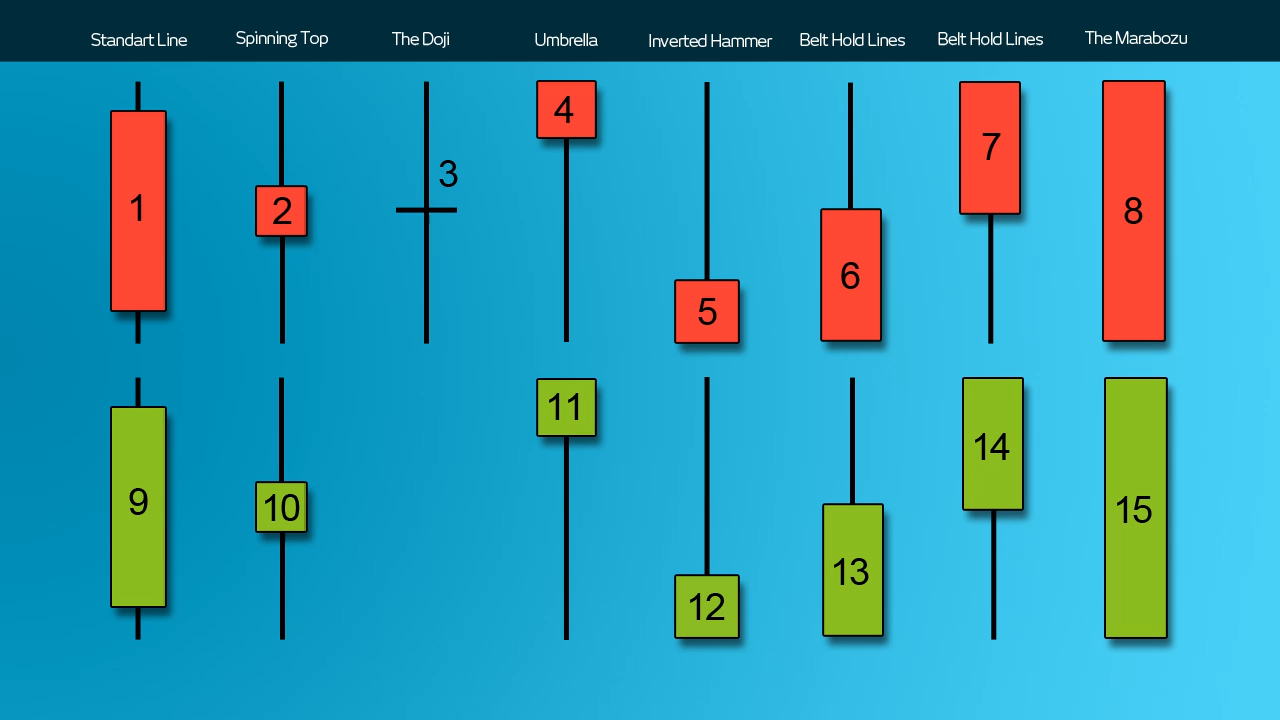 Standart Line Spinning Top The Doji Umbrella Inverted Hammer Belt Hold Lines Belt Hold Lines The Marabozu
1 2 3 4 5 6 7 8
9 10 11 12 13 14 15